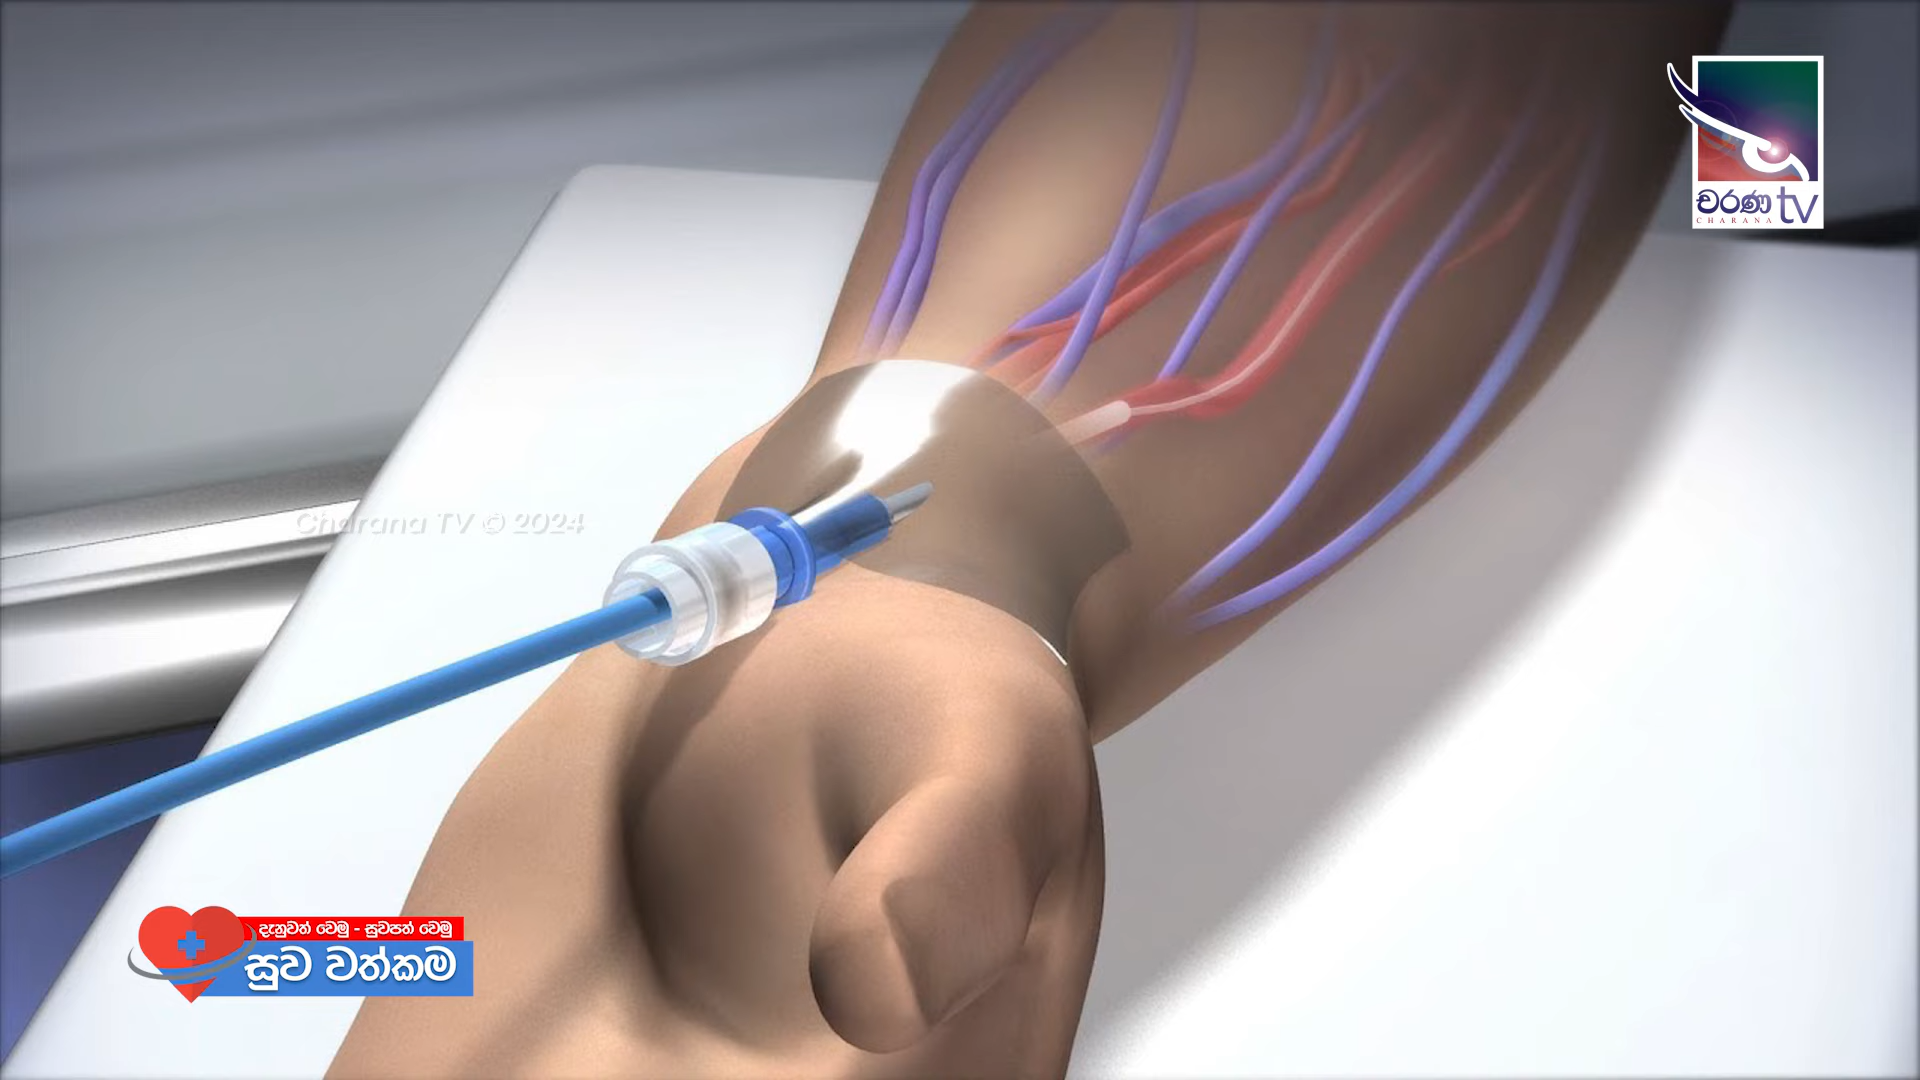 චරණ tv
CHARANA
Charana TV © 2024
දැනුවත් වෙමු - සුවපත් වෙමු
සුව වත්කම